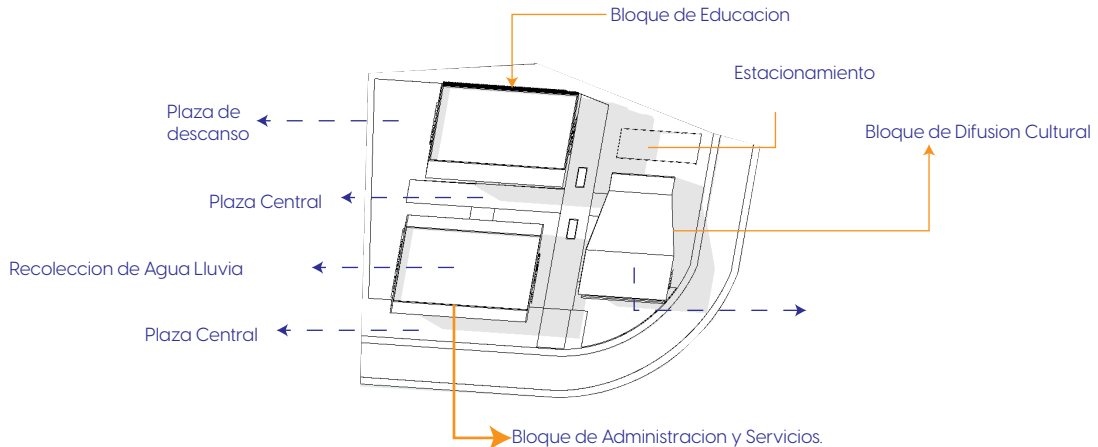 Bloque de Educacion
Estacionamiento
Plaza de
descanso
Bloque de Difusion Cultural
Plaza Central
Recoleccion de Agua Lluvia
Plaza Central
Bloque de Administracion y Servicios.